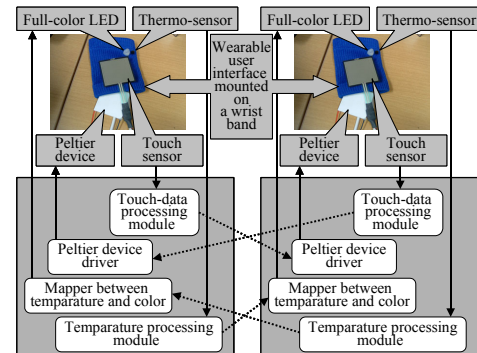 Full-color LED
Thermo-sensor
Full-color LED
Thermo-sensor
Wearable
user
interface
mounted
on
a wrist
band
Peltier
device
Touch
sensor
Peltier
device
Touch
sensor
Touch-data
processing
module
Touch-data
processing
module
Peltier device
driver
Peltier device
driver
Mapper between
temparature and color
Mapper between
temparature and color
Temparature processing
module
Temparature processing
module